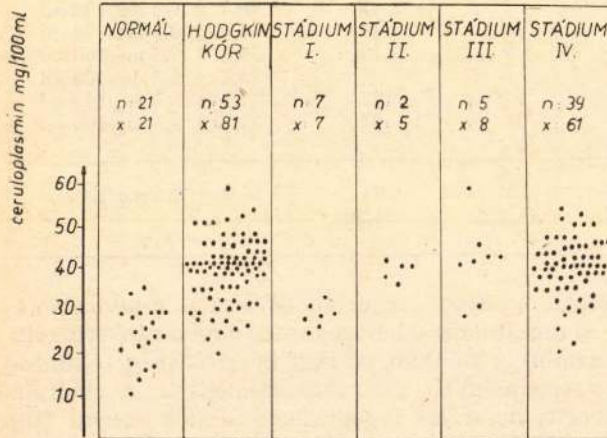 NORMÁL
HODGKIN KÓR
STÁDIUM I.
STÁDIUM II.
STÁDIUM III.
STÁDIUM IV.
n: 21
x: 21
n: 53
x: 81
n: 7
x: 7
n: 2
x: 5
n: 5
x: 8
n: 39
x: 61
ceruloplasmin mg/100ml
60
50
40
30
20
10